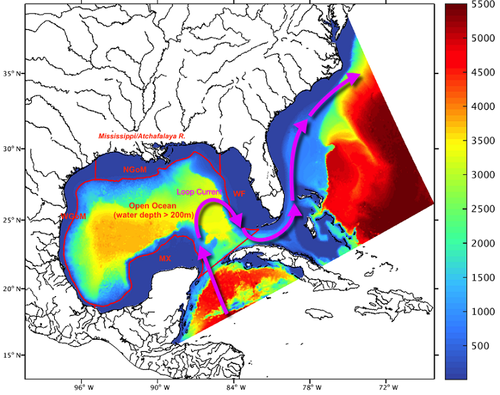 Mississippi/Atchafalaya R.
NGoM
Loop Current
WF
Open Ocean
(water depth > 200m)
MX
35°N
30°N
25°N
20°N
15°N
96°W
90°W
84°W
78°W
72°W
5500
5000
4500
4000
3500
3000
2500
2000
1500
1000
500